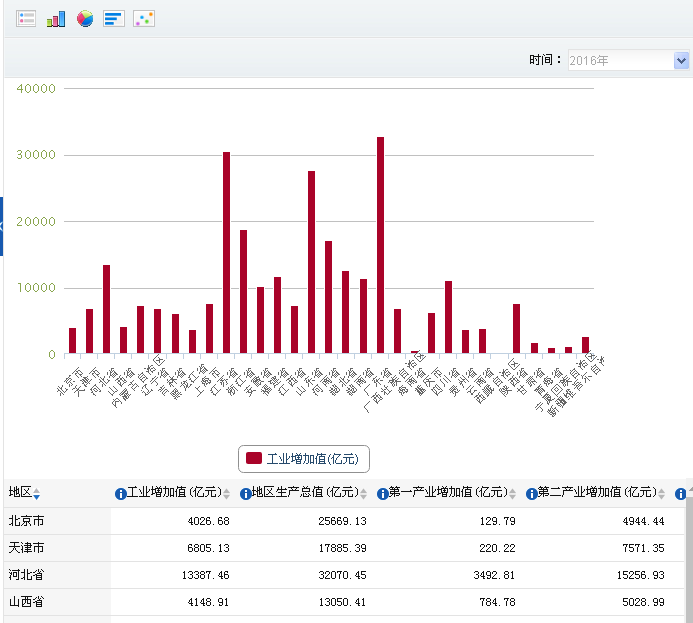 时间：
2016年
40000
30000
20000
10000
0
北京市
天津市
河北省
山西省
内蒙古自治区
辽宁省
吉林省
黑龙江省
上海市
江苏省
浙江省
安徽省
福建省
江西省
山东省
河南省
湖北省
湖南省
广东省
广西壮族自治区
海南省
重庆市
四川省
贵州省
云南省
西藏自治区
陕西省
甘肃省
青海省
宁夏回族自治区
新疆维吾尔自治
工业增加值(亿元)
地区 工业增加值(亿元) 地区生产总值(亿元) 第一产业增加值(亿元) 第二产业增加值(亿元)
北京市 4026.68 25669.13 129.79 4944.44
天津市 6805.13 17885.39 220.22 7571.35
河北省 13387.46 32070.45 3492.81 15256.93
山西省 4148.91 13050.41 784.78 5028.99